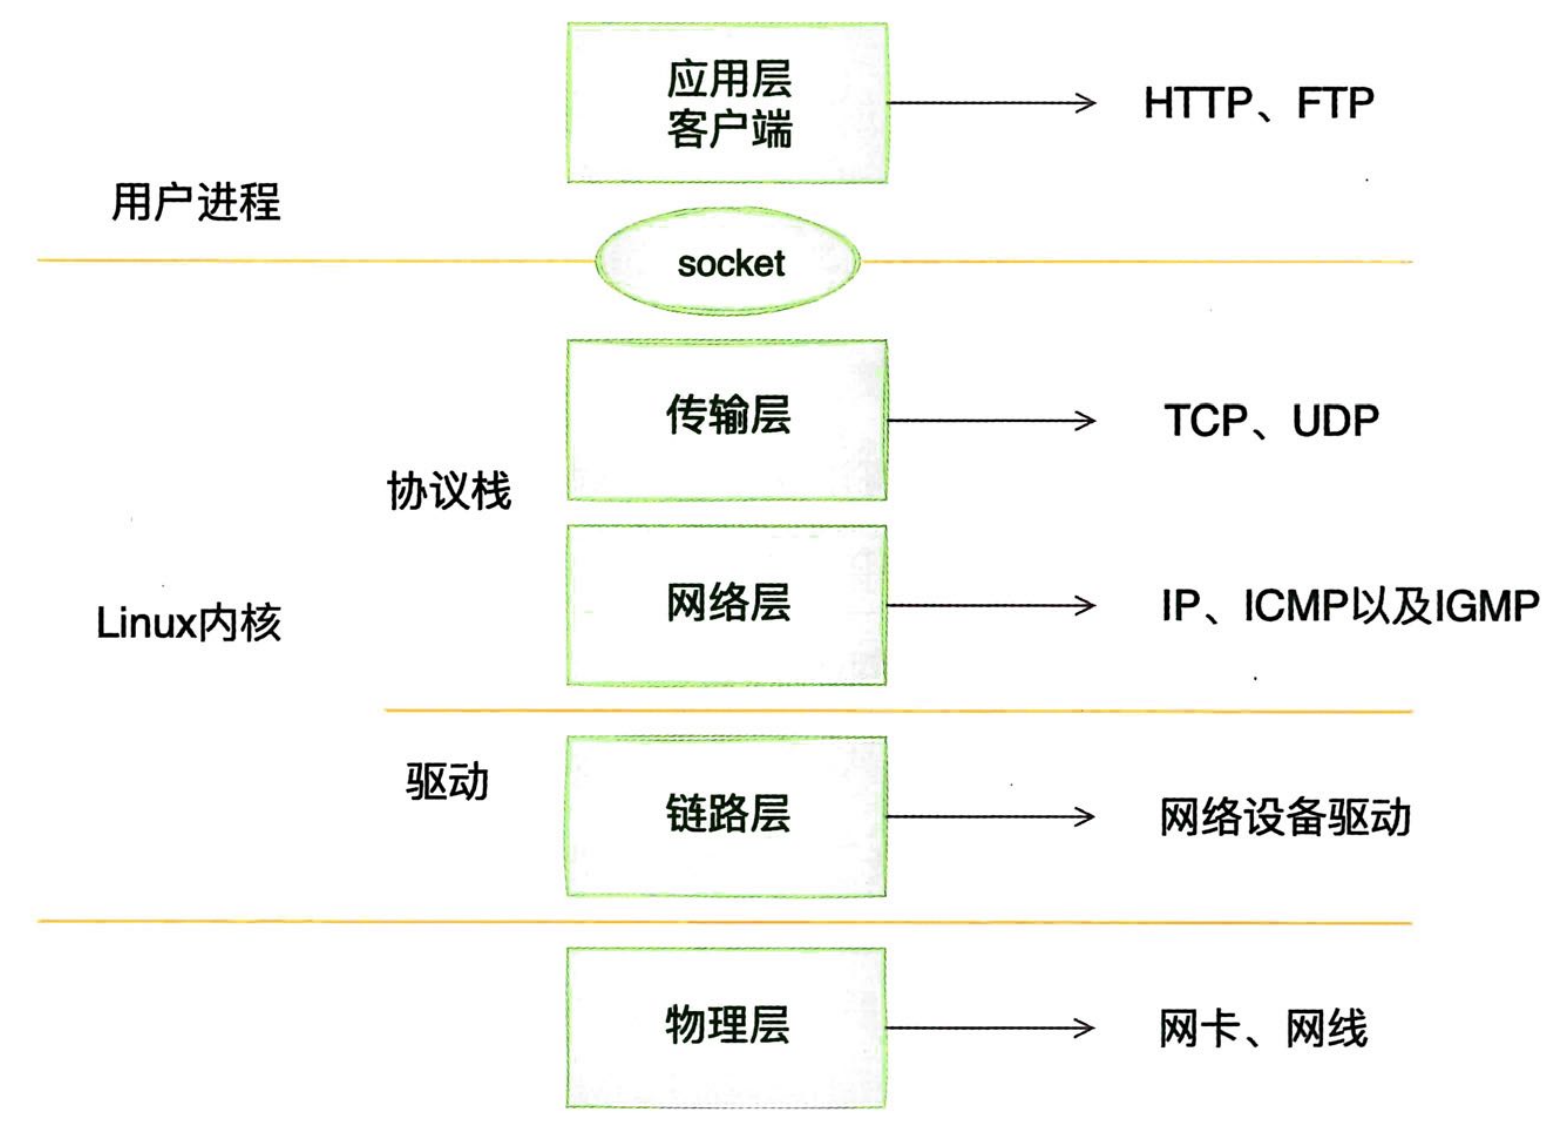 应用层
客户端
HTTP、FTP
用户进程
socket
传输层
TCP、UDP
协议栈
网络层
IP、ICMP以及IGMP
Linux内核
驱动
链路层
网络设备驱动
物理层
网卡、网线